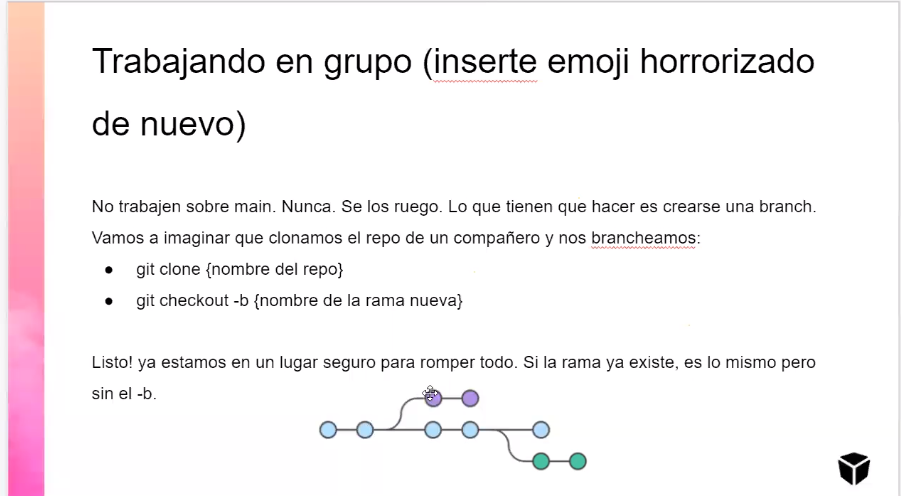 Trabajando en grupo (inserte emoji horrorizado
de nuevo)
No trabajen sobre main. Nunca. Se los ruego. Lo que tienen que hacer es crearse una branch.
Vamos a imaginar que clonamos el repo de un compañero y nos brancheamos:
● git clone {nombre del repo}
● git checkout -b {nombre de la rama nueva}
Listo! ya estamos en un lugar seguro para romper todo. Si la rama ya existe, es lo mismo pero
sin el -b.